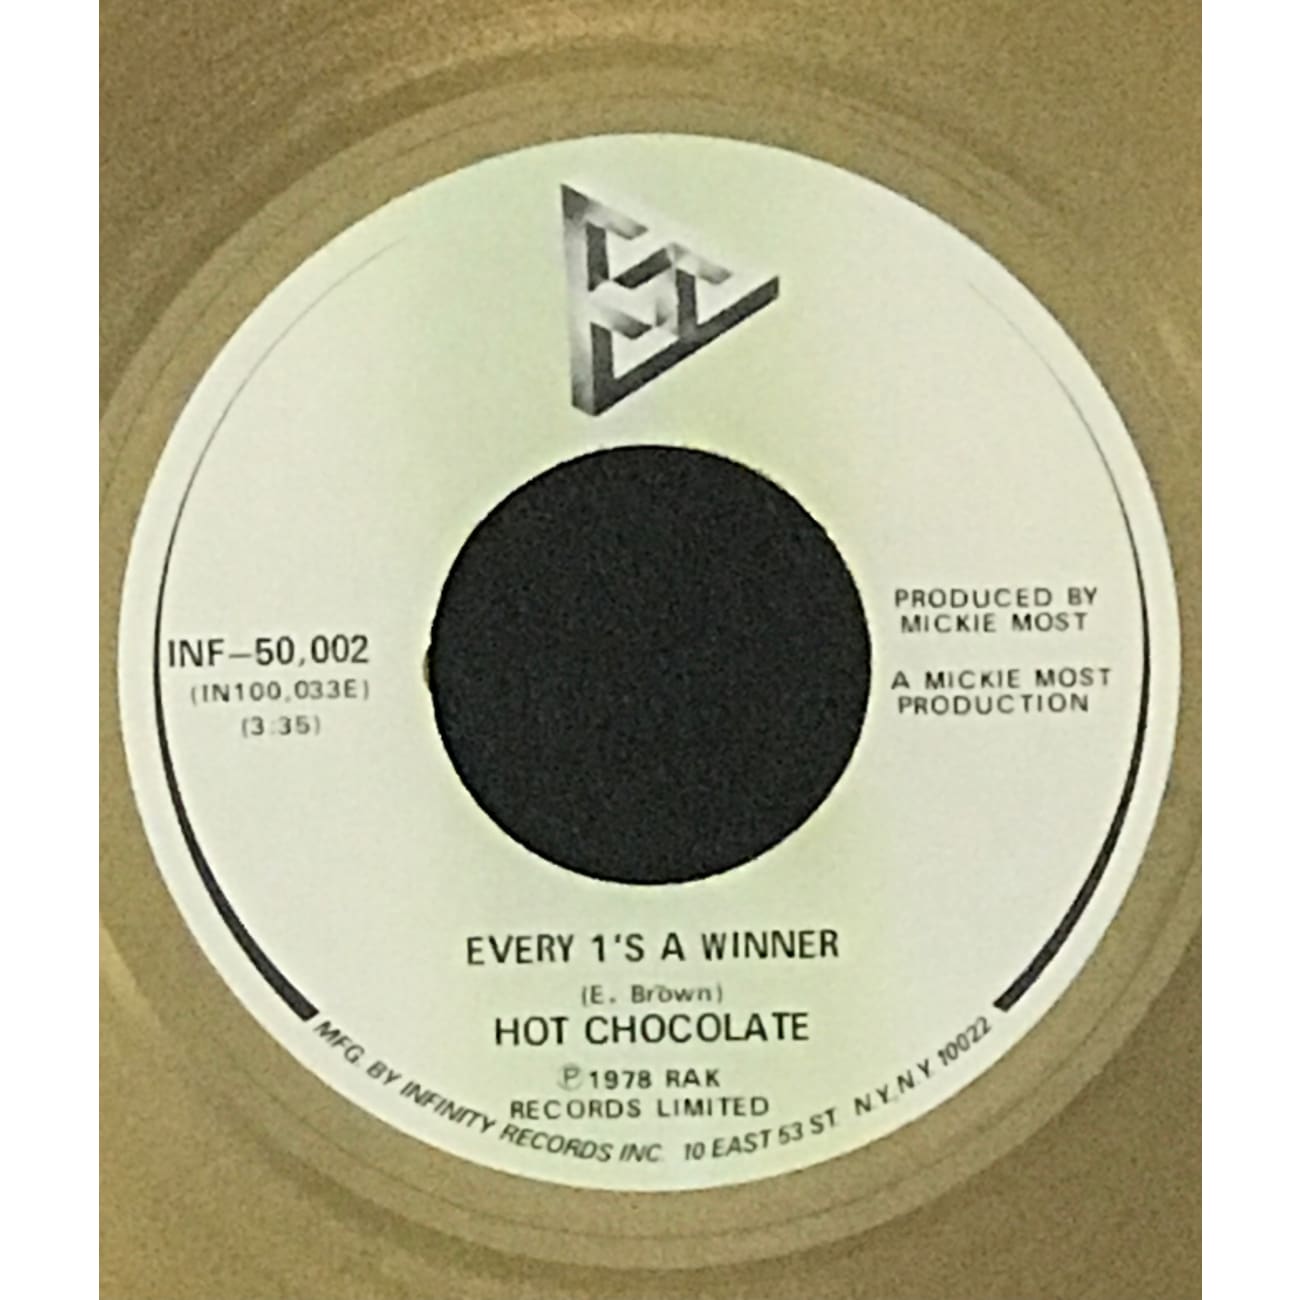 INF–50,002
(IN100,033E)
(3:35)
PRODUCED BY
MICKIE MOST
A MICKIE MOST
PRODUCTION
EVERY 1'S A WINNER
(E. Brown)
HOT CHOCOLATE
℗ 1978 RAK
RECORDS LIMITED
MFG. BY INFINITY RECORDS INC. 10 EAST 53 ST. N.Y. N.Y. 10022